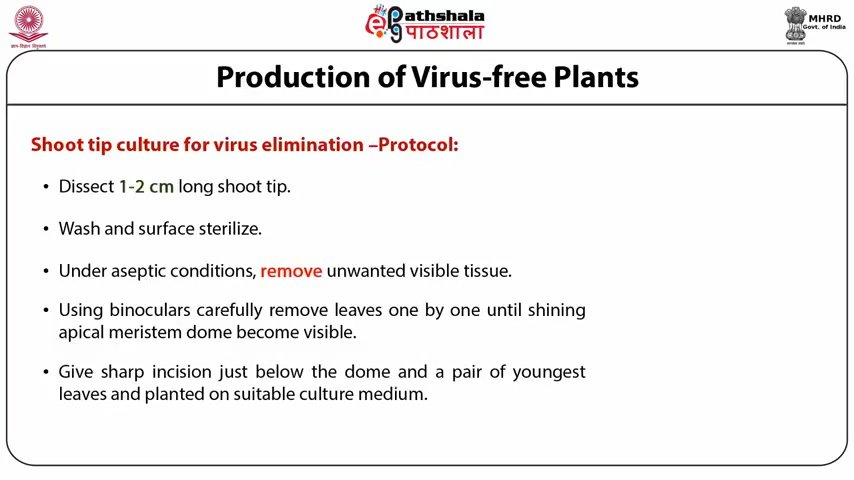 Pathshala
पाठशाला
MHRD
Govt. of India
Production of Virus-free Plants
Shoot tip culture for virus elimination –Protocol:
• Dissect 1-2 cm long shoot tip.
• Wash and surface sterilize.
• Under aseptic conditions, remove unwanted visible tissue.
• Using binoculars carefully remove leaves one by one until shining
apical meristem dome become visible.
• Give sharp incision just below the dome and a pair of youngest
leaves and planted on suitable culture medium.